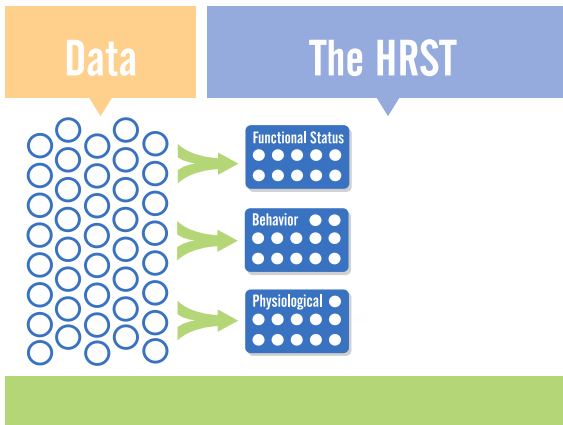 Data
The HRST
Functional Status
Behavior
Physiological